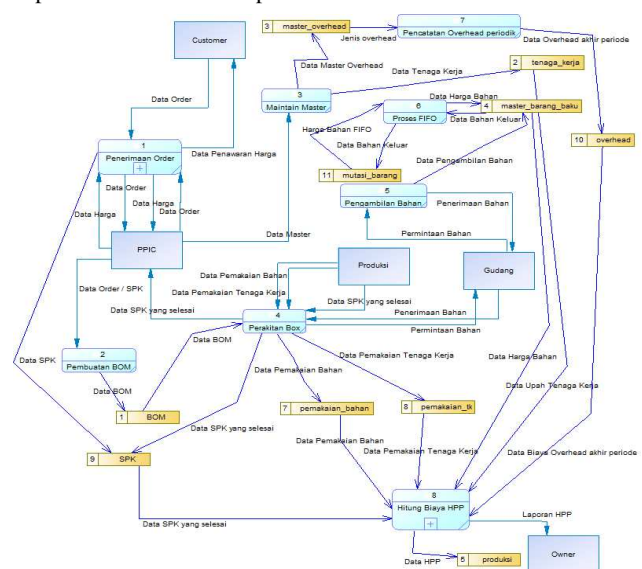 3 master_overhead
Jenis overhead
7
Pencatatan Overhead periodik
Data Overhead akhir periode
Customer
Data Master Overhead
2 tenaga_kerja
Data Tenaga Kerja
Data Order
3
Maintain Master
Data Harga Bahan
6
Proses FIFO
4 master_barang_baku
Harga Bahan FIFO
Data Bahan Keluar
10 overhead
1
Penerimaan Order
Data Penawaran Harga
Data Bahan Keluar
Data Pengambilan Bahan
11 mutasi_barang
5
Pengambilan Bahan
Penerimaan Bahan
Data Order
Data Harga
Data Harga
Data Order
Data Master
Permintaan Bahan
PPIC
Produksi
Gudang
Data Pemakaian Bahan
Data Order / SPK
Data Pemakaian Tenaga Kerja
Data SPK yang selesai
Data SPK yang selesai
Penerimaan Bahan
4
Perakitan Box
Permintaan Bahan
2
Pembuatan BOM
Data SPK
Data BOM
Data Pemakaian Tenaga Kerja
Data Harga Bahan
Data Pemakaian Bahan
Data BOM
Data Upah Tenaga Kerja
1 BOM
7 pemakaian_bahan
8 pemakaian_tk
Data SPK yang selesai
Data Pemakaian Bahan
Data Pemakaian Tenaga Kerja
Data Biaya Overhead akhir periode
9 SPK
8
Hitung Biaya HPP
Laporan HPP
Data SPK yang selesai
Owner
Data HPP
produksi